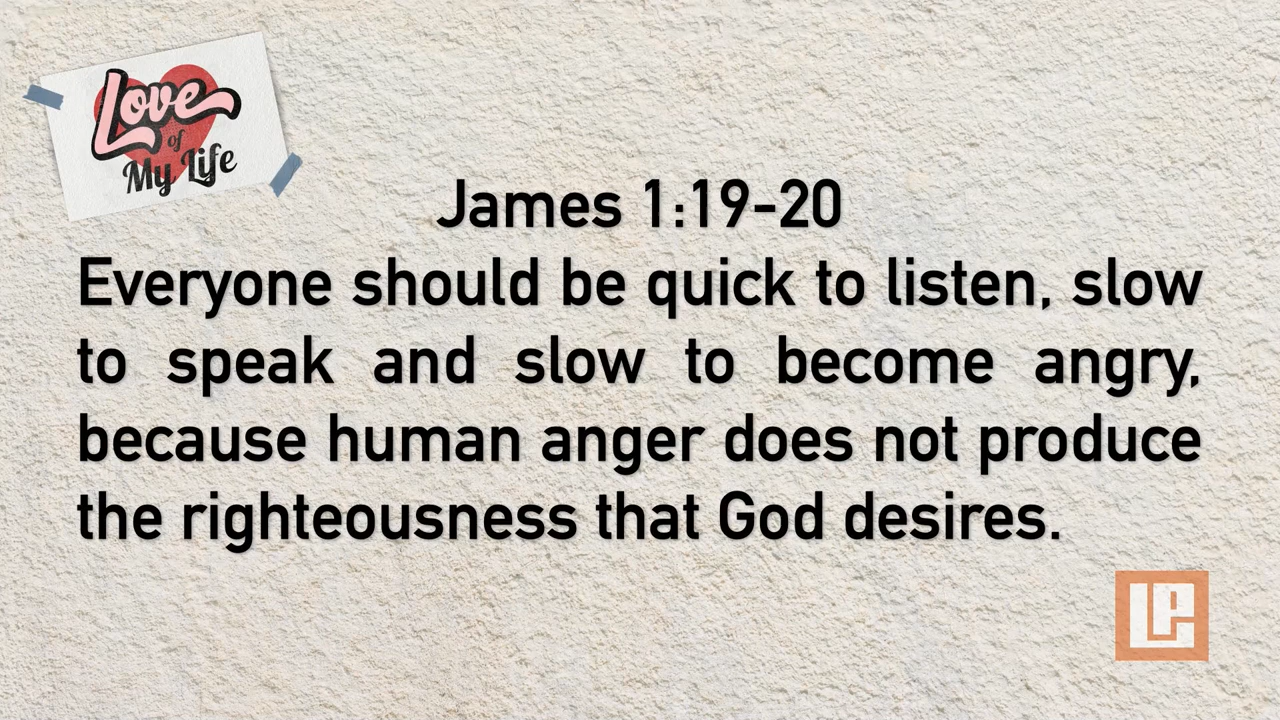 Love
of
My Life
James 1:19-20
Everyone should be quick to listen, slow
to speak and slow to become angry,
because human anger does not produce
the righteousness that God desires.
LP